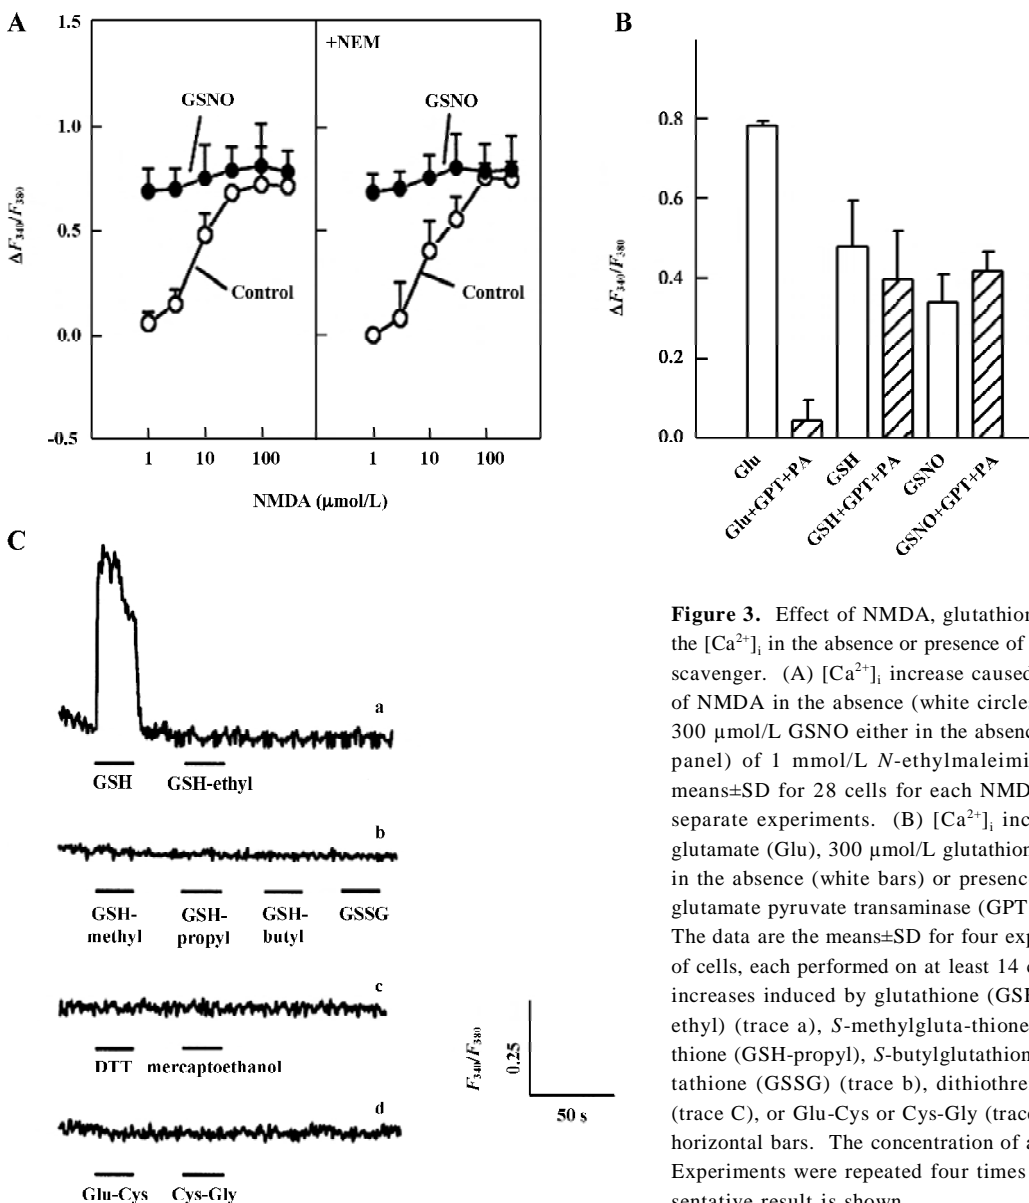 A
1.5
1.0
0.5
0.0
-0.5
ΔF340/F380
GSNO
Control
+NEM
GSNO
Control
1 10 100 1 10 100
NMDA (μmol/L)
B
0.8
0.6
0.4
0.2
0.0
ΔF340/F380
Glu
Glu+GPT+PA
GSH
GSH+GPT+PA
GSNO
GSNO+GPT+PA
C
a
GSH GSH-ethyl
b
GSH-methyl
GSH-propyl
GSH-butyl
GSSG
c
DTT mercaptoethanol
d
Glu-Cys Cys-Gly
F340/F380
0.25
50 s
Figure 3. Effect of NMDA, glutathion
the [Ca2+]i in the absence or presence of
scavenger. (A) [Ca2+]i increase caused
of NMDA in the absence (white circle
300 μmol/L GSNO either in the absenc
panel) of 1 mmol/L N-ethylmaleimi
means±SD for 28 cells for each NMD
separate experiments. (B) [Ca2+]i inc
glutamate (Glu), 300 μmol/L glutathion
in the absence (white bars) or presence
glutamate pyruvate transaminase (GPT
The data are the means±SD for four exp
of cells, each performed on at least 14 c
increases induced by glutathione (GSH
ethyl) (trace a), S-methylgluta-thione
thione (GSH-propyl), S-butylglutathion
tathione (GSSG) (trace b), dithiothre
(trace C), or Glu-Cys or Cys-Gly (trace
horizontal bars. The concentration of a
Experiments were repeated four times
sentative result is shown